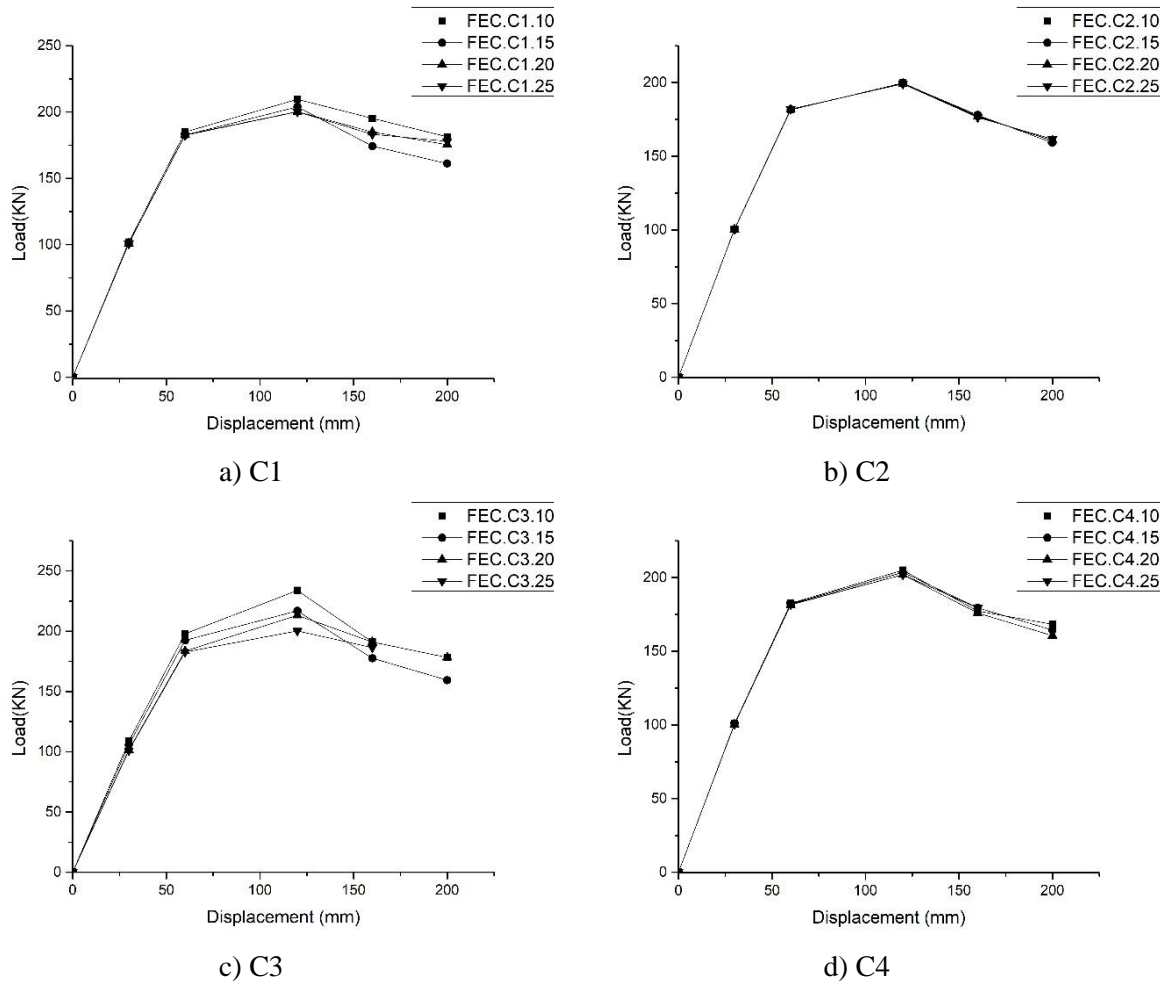 FEC.C1.10
FEC.C1.15
FEC.C1.20
FEC.C1.25
250
200
150
100
50
0
Load(KN)
0 50 100 150 200
Displacement (mm)
a) C1
FEC.C2.10
FEC.C2.15
FEC.C2.20
FEC.C2.25
200
150
100
50
0
Load(KN)
0 50 100 150 200
Displacement (mm)
b) C2
FEC.C3.10
FEC.C3.15
FEC.C3.20
FEC.C3.25
250
200
150
100
50
0
Load(KN)
0 50 100 150 200
Displacement (mm)
c) C3
FEC.C4.10
FEC.C4.15
FEC.C4.20
FEC.C4.25
200
150
100
50
0
Load(KN)
0 50 100 150 200
Displacement (mm)
d) C4